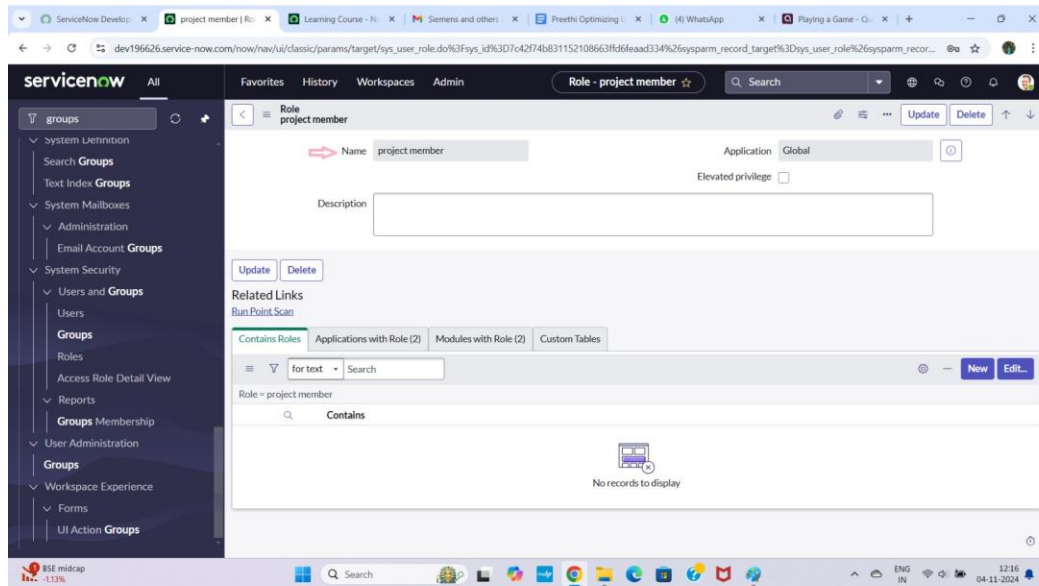 ServiceNow Develop
project member | Ro
Learning Course - N
Siemens and others
Preethi Optimizing U
(4) WhatsApp
Playing a Game - Qu
dev196626.service-now.com/now/nav/ui/classic/params/target/sys_user_role.do%3Fsys_id%3D7c42f74b831152108663ffd6feaad334%26sysparm_record_target%3Dsys_user_role%26sysparm_recor...
servicenow All Favorites History Workspaces Admin Role - project member Search
groups
Role
project member
Update Delete
System Definition
Search Groups
Text Index Groups
System Mailboxes
Administration
Email Account Groups
System Security
Users and Groups
Users
Groups
Roles
Access Role Detail View
Reports
Groups Membership
User Administration
Groups
Workspace Experience
Forms
UI Action Groups
Name project member
Application Global
Elevated privilege
Description
Update Delete
Related Links
Run Point Scan
Contains Roles Applications with Role (2) Modules with Role (2) Custom Tables
for text Search
New Edit...
Role = project member
Contains
No records to display
BSE midcap
-1.13%
Search
ENG
IN
12:16
04-11-2024